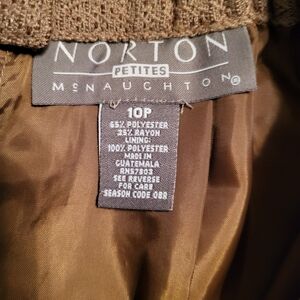 NORTON
PETITES
McNAUGHTON®
10P
65% POLYESTER
35% RAYON
LINING:
100% POLYESTER
MADE IN
GUATEMALA
RN57803
SEE REVERSE
FOR CARE
SEASON CODE 08R